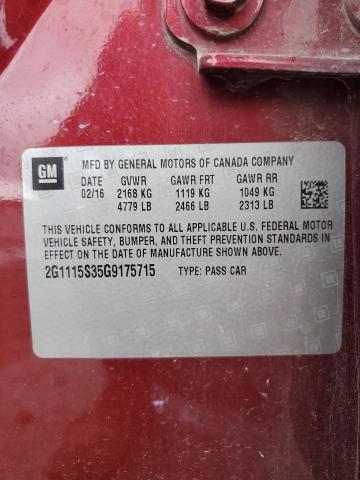 GM
MFD BY GENERAL MOTORS OF CANADA COMPANY
DATE GVWR GAWR FRT GAWR RR
02/16 2168 KG 1119 KG 1049 KG
4779 LB 2466 LB 2313 LB
THIS VEHICLE CONFORMS TO ALL APPLICABLE U.S. FEDERAL MOTOR
VEHICLE SAFETY, BUMPER, AND THEFT PREVENTION STANDARDS IN
EFFECT ON THE DATE OF MANUFACTURE SHOWN ABOVE.
2G1115S35G9175715 TYPE: PASS CAR